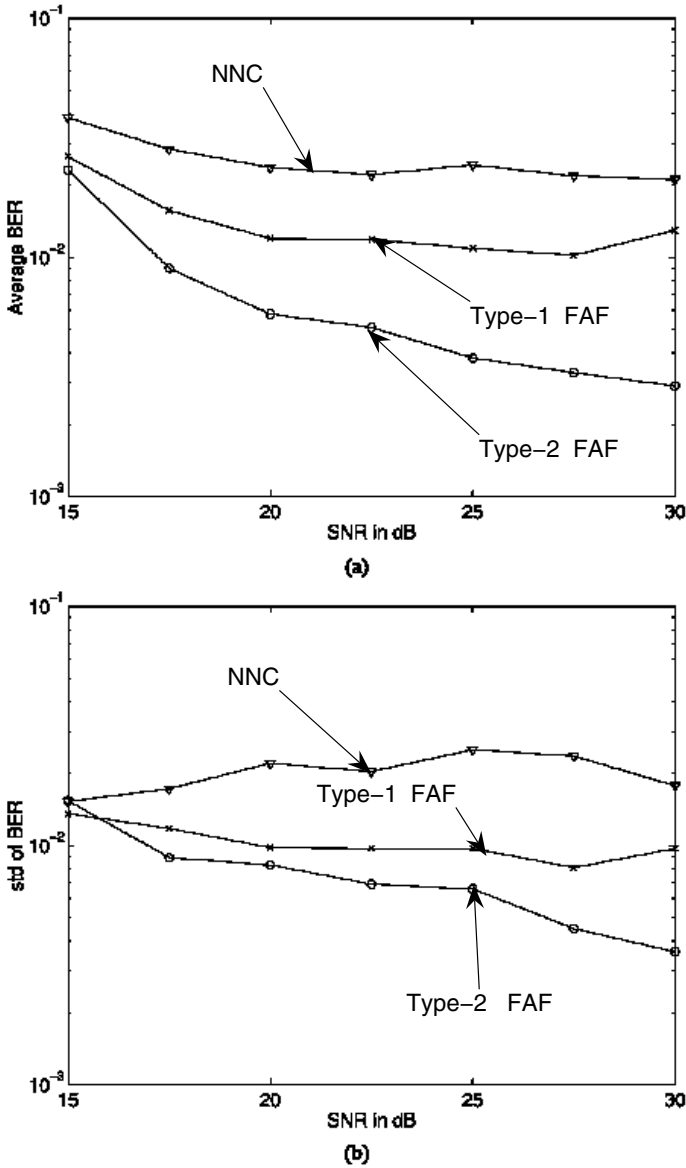 10^-1
NNC
Average BER
10^-2
Type-1 FAF
Type-2 FAF
10^-3
15 20 25 30
SNR in dB
(a)
10^-1
NNC
Type-1 FAF
std of BER
10^-2
Type-2 FAF
10^-3
15 20 25 30
SNR in dB
(b)